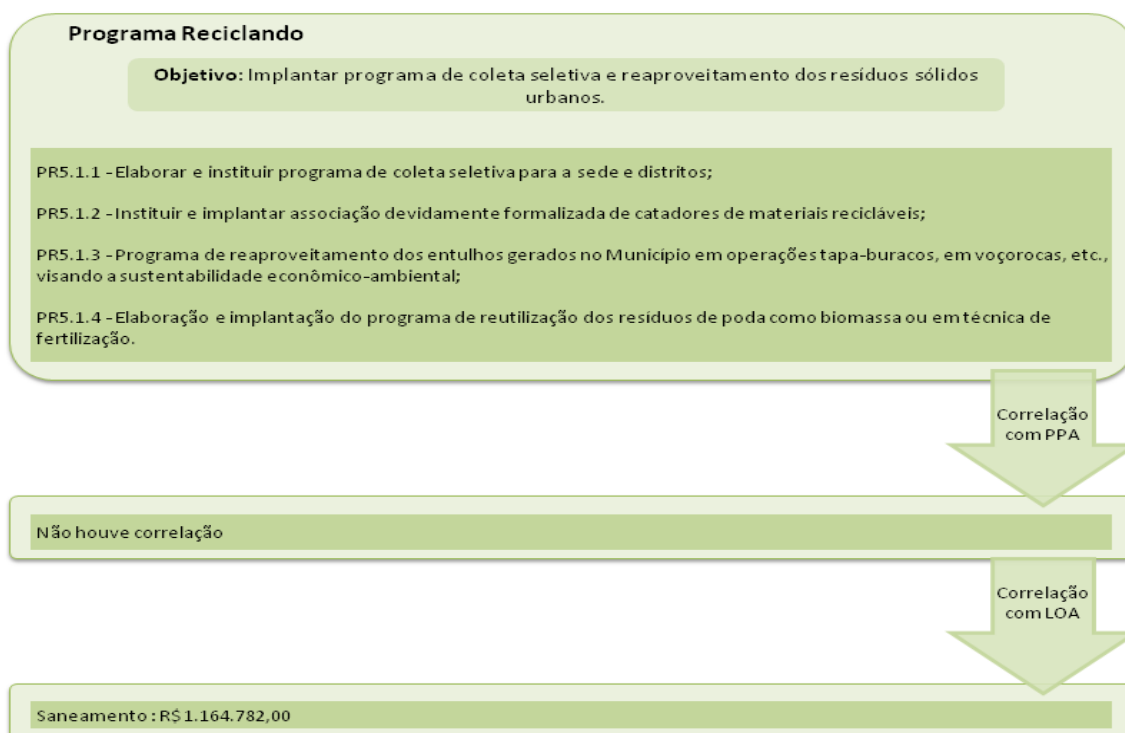 Programa Reciclando
Objetivo: Implantar programa de coleta seletiva e reaproveitamento dos resíduos sólidos
urbanos.
PR5.1.1 - Elaborar e instituir programa de coleta seletiva para a sede e distritos;
PR5.1.2 - Instituir e implantar associação devidamente formalizada de catadores de materiais recicláveis;
PR5.1.3 - Programa de reaproveitamento dos entulhos gerados no Município em operações tapa-buracos, em voçorocas, etc.,
visando a sustentabilidade econômico-ambiental;
PR5.1.4 - Elaboração e implantação do programa de reutilização dos resíduos de poda como biomassa ou em técnica de
fertilização.
Correlação
com PPA
Não houve correlação
Correlação
com LOA
Saneamento : R$ 1.164.782,00